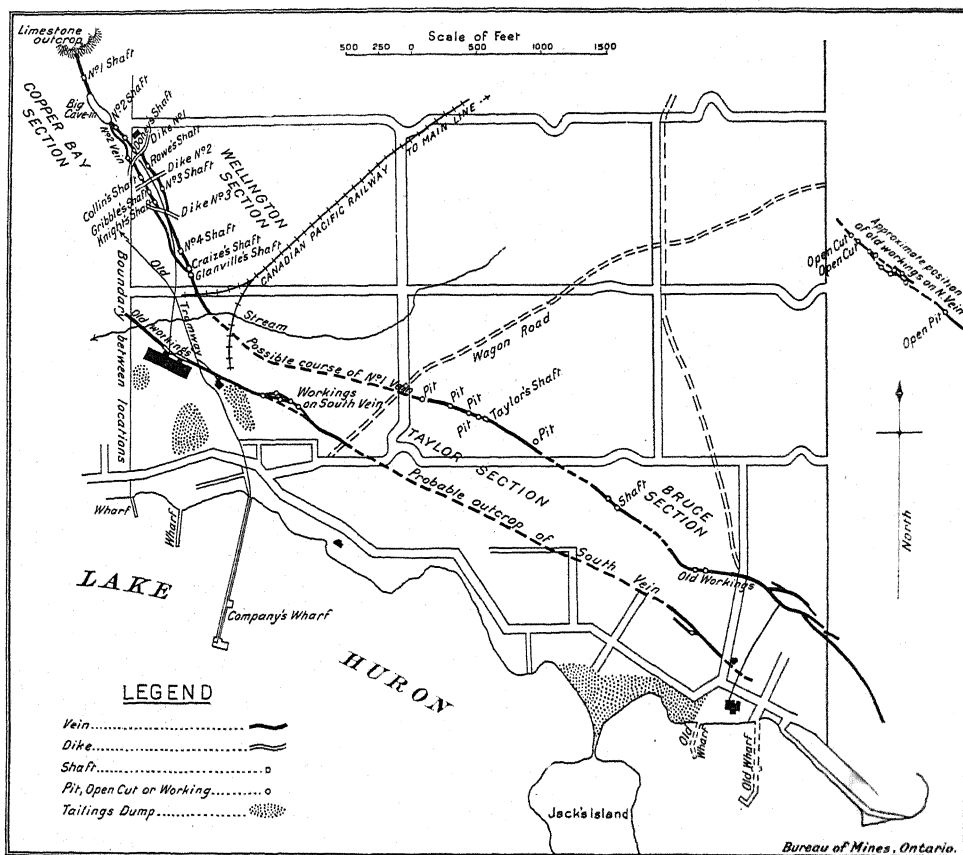 Limestone
outcrop
Scale of Feet
500 250 0 500 1000 1500
Nº1 Shaft
COPPER BAY
SECTION
Big
Cave-in
Nº2 Shaft
Nº2 Vein
Dike Nº1
Rowe's Shaft
Dike Nº2
Nº3 Shaft
Collin's Shaft
Gribble's Shaft
Knight's Shaft
Dike Nº3
WELLINGTON
SECTION
Nº4 Shaft
Craize's Shaft
Glanville's Shaft
CANADIAN PACIFIC RAILWAY
TO MAIN LINE
Approximate position
of old workings on N. Vein
Open Cut
Open Cut
Open Pit
Boundary between locations
Old Tramway
Old workings
Stream
Wagon Road
Possible course of Nº1 Vein
Pit
Pit
Pit
Pit
Taylor's Shaft
Pit
Workings
on South Vein
TAYLOR SECTION
Probable outcrop of South Vein
Shaft
BRUCE
SECTION
Old Workings
North
Wharf
Wharf
LAKE HURON
Company's Wharf
Old
Wharf
Old Wharf
Jack's Island
LEGEND
Vein
Dike
Shaft
Pit, Open Cut or Working
Tailings Dump
Bureau of Mines, Ontario.